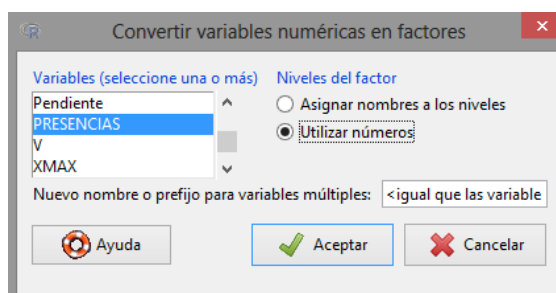 Convertir variables numéricas en factores
Variables (seleccione una o más)
Niveles del factor
Pendiente
PRESENCIAS
V
XMAX
Asignar nombres a los niveles
Utilizar números
Nuevo nombre o prefijo para variables múltiples: <igual que las variable
Ayuda
Aceptar
Cancelar